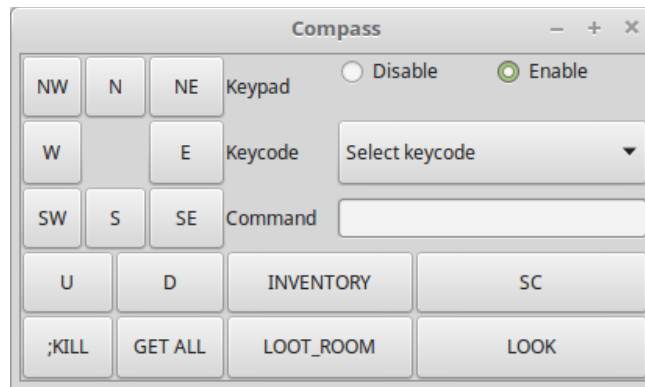 Compass
NW N NE Keypad Disable Enable
W E Keycode Select keycode
SW S SE Command
U D INVENTORY SC
;KILL GET ALL LOOT_ROOM LOOK